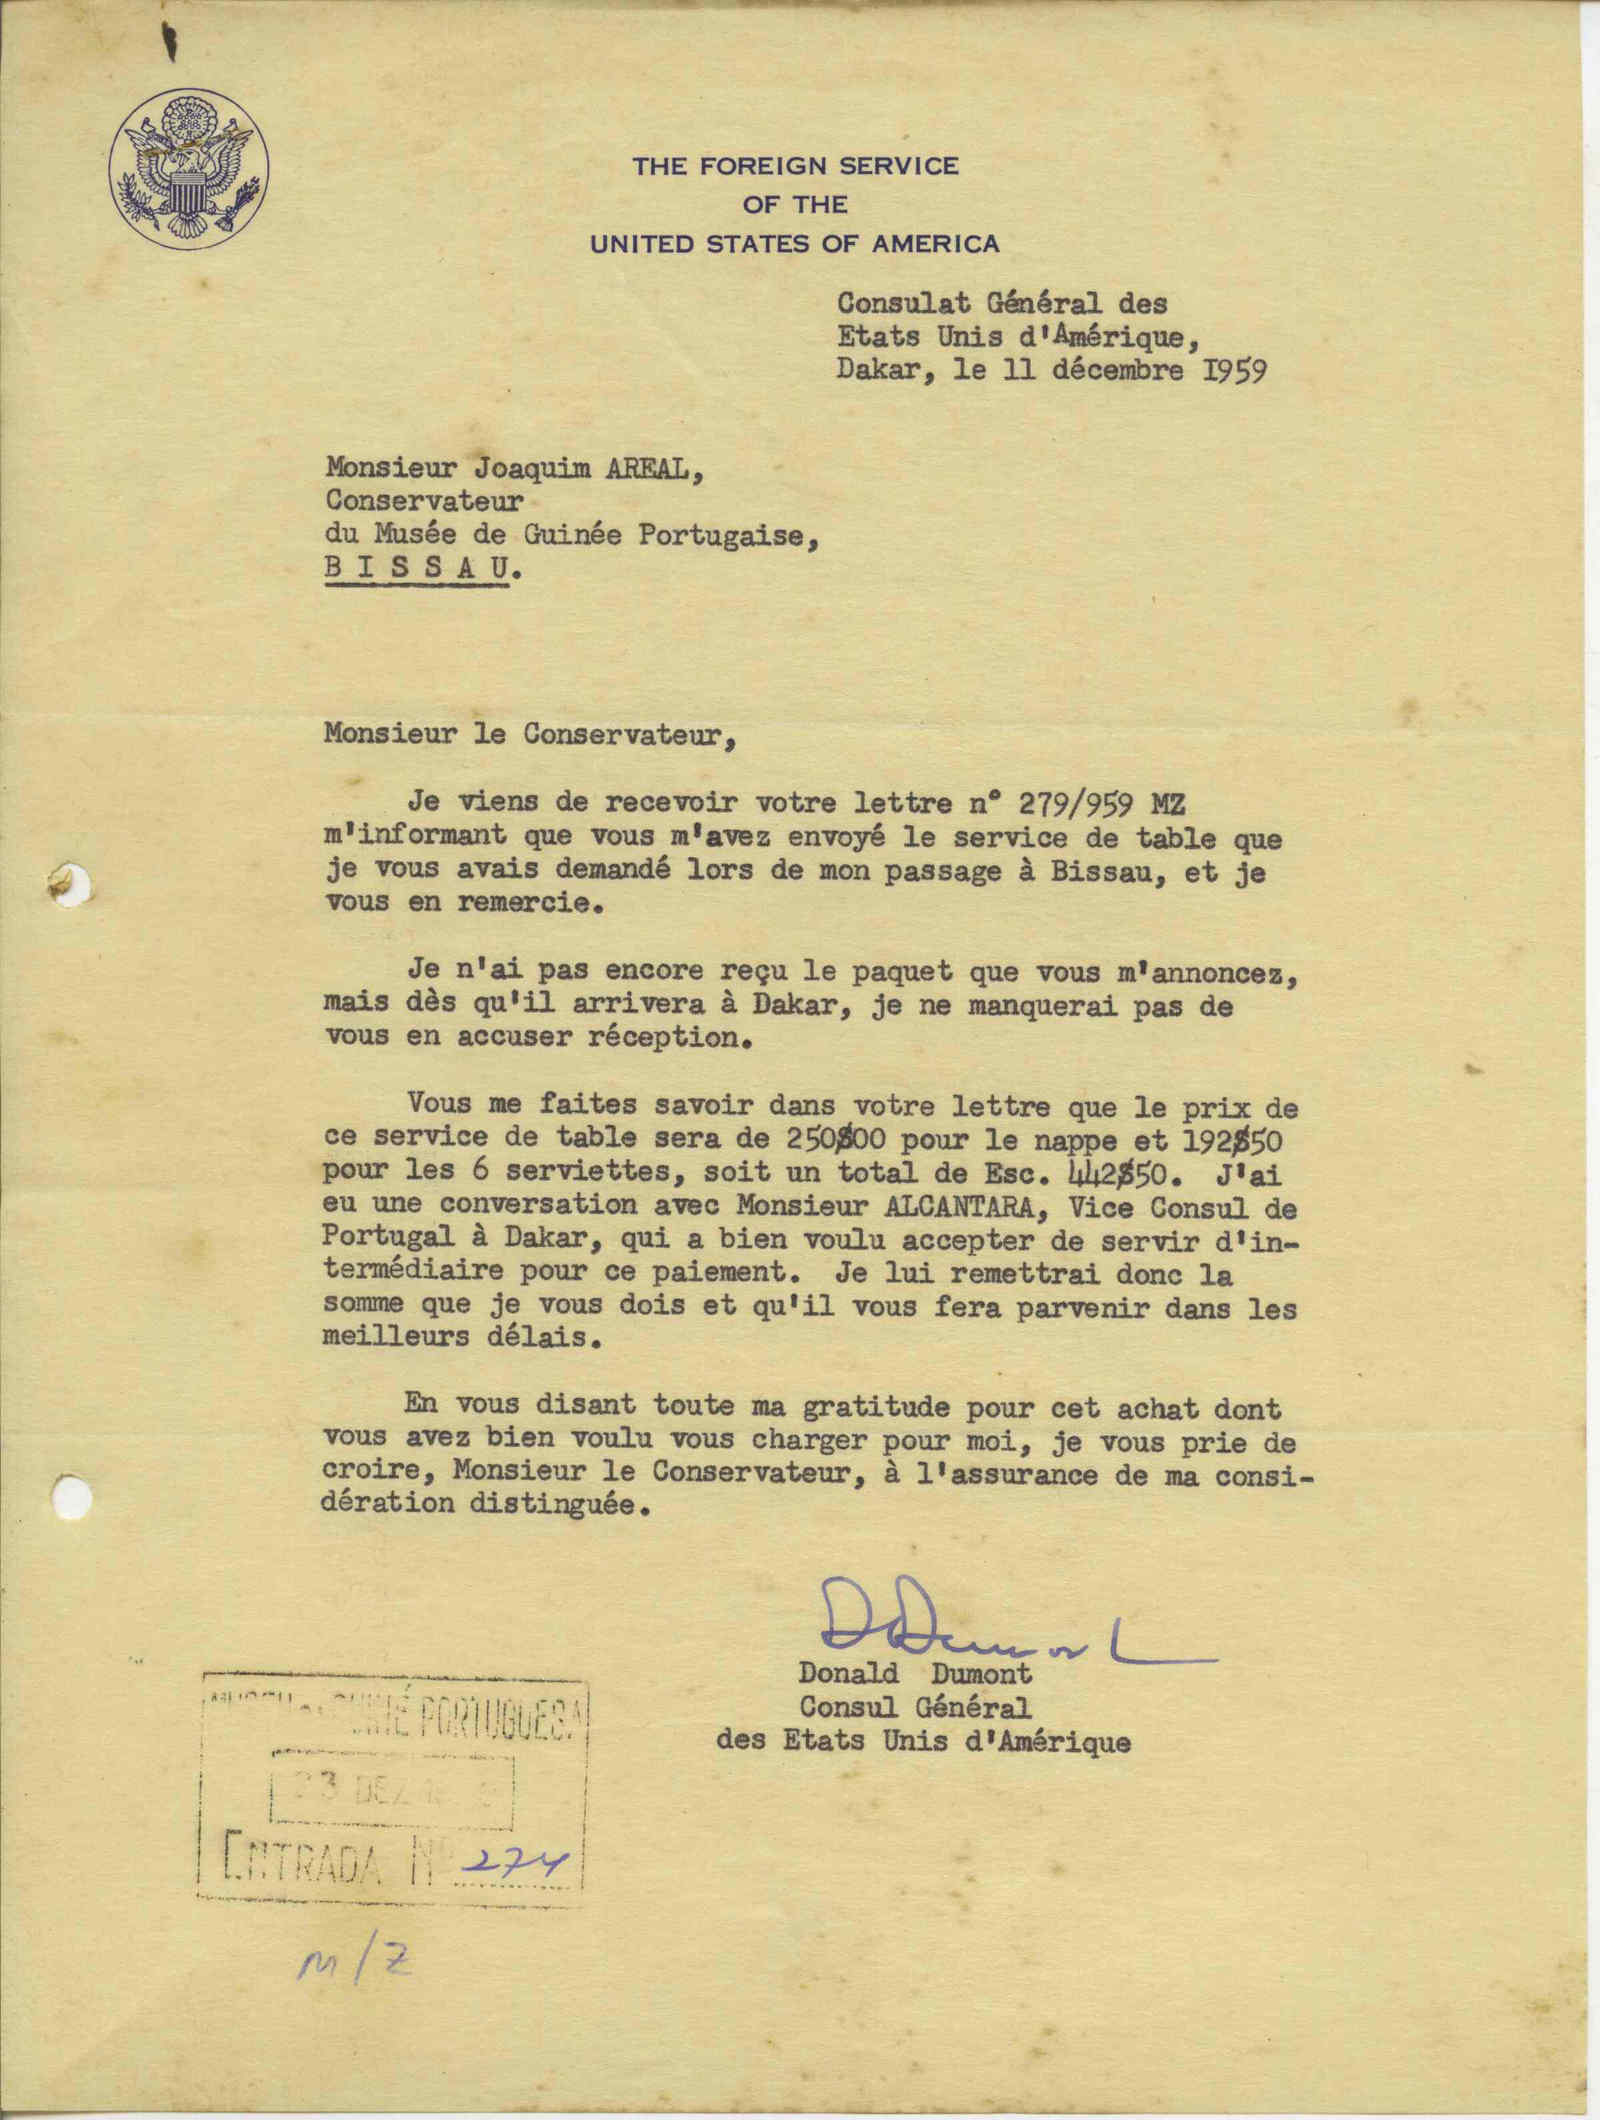 THE FOREIGN SERVICE
OF THE
UNITED STATES OF AMERICA
Consulat Général des
Etats Unis d'Amérique,
Dakar, le 11 décembre I959
Monsieur Joaquim AREAL,
Conservateur
du Musée de Guinée Portugaise,
B I S S A U.
Monsieur le Conservateur,
Je viens de recevoir votre lettre n° 279/959 MZ
m'informant que vous m'avez envoyé le service de table que
je vous avais demandé lors de mon passage à Bissau, et je
vous en remercie.
Je n'ai pas encore reçu le paquet que vous m'annoncez,
mais dès qu'il arrivera à Dakar, je ne manquerai pas de
vous en accuser réception.
Vous me faites savoir dans votre lettre que le prix de
ce service de table sera de 250$00 pour le nappe et 192$50
pour les 6 serviettes, soit un total de Esc. 442$50. J'ai
eu une conversation avec Monsieur ALCANTARA, Vice Consul de
Portugal à Dakar, qui a bien voulu accepter de servir d'in-
termédiaire pour ce paiement. Je lui remettrai donc la
somme que je vous dois et qu'il vous fera parvenir dans les
meilleurs délais.
En vous disant toute ma gratitude pour cet achat dont
vous avez bien voulu vous charger pour moi, je vous prie de
croire, Monsieur le Conservateur, à l'assurance de ma consi-
dération distinguée.
D Dumont
Donald Dumont
Consul Général
des Etats Unis d'Amérique
PORTUGUESA
23 DEZ
ENTRADA Nº 274
M/Z